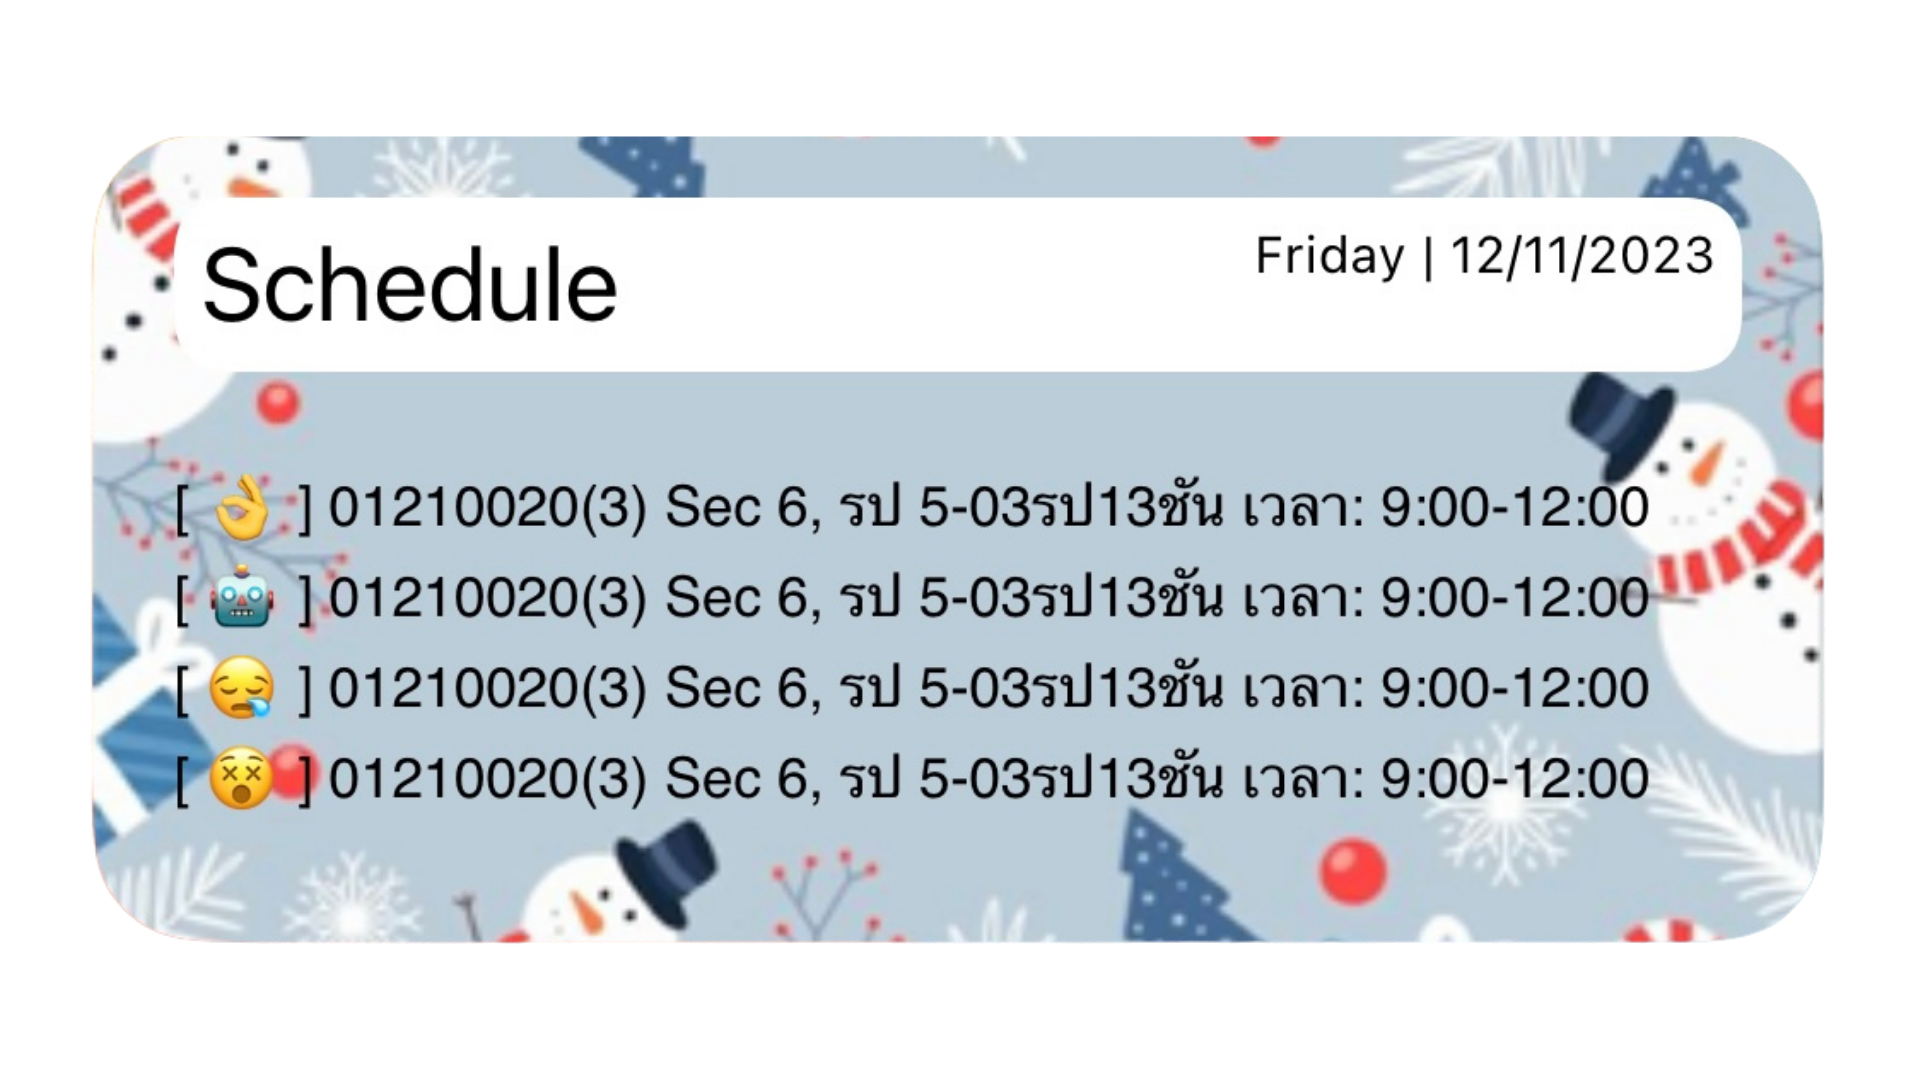 Schedule
Friday | 12/11/2023
[ 👌 ] 01210020(3) Sec 6, รป 5-03รป13ชัน เวลา: 9:00-12:00
[ 🤖 ] 01210020(3) Sec 6, รป 5-03รป13ชัน เวลา: 9:00-12:00
[ 😪 ] 01210020(3) Sec 6, รป 5-03รป13ชัน เวลา: 9:00-12:00
[ 😵 ] 01210020(3) Sec 6, รป 5-03รป13ชัน เวลา: 9:00-12:00